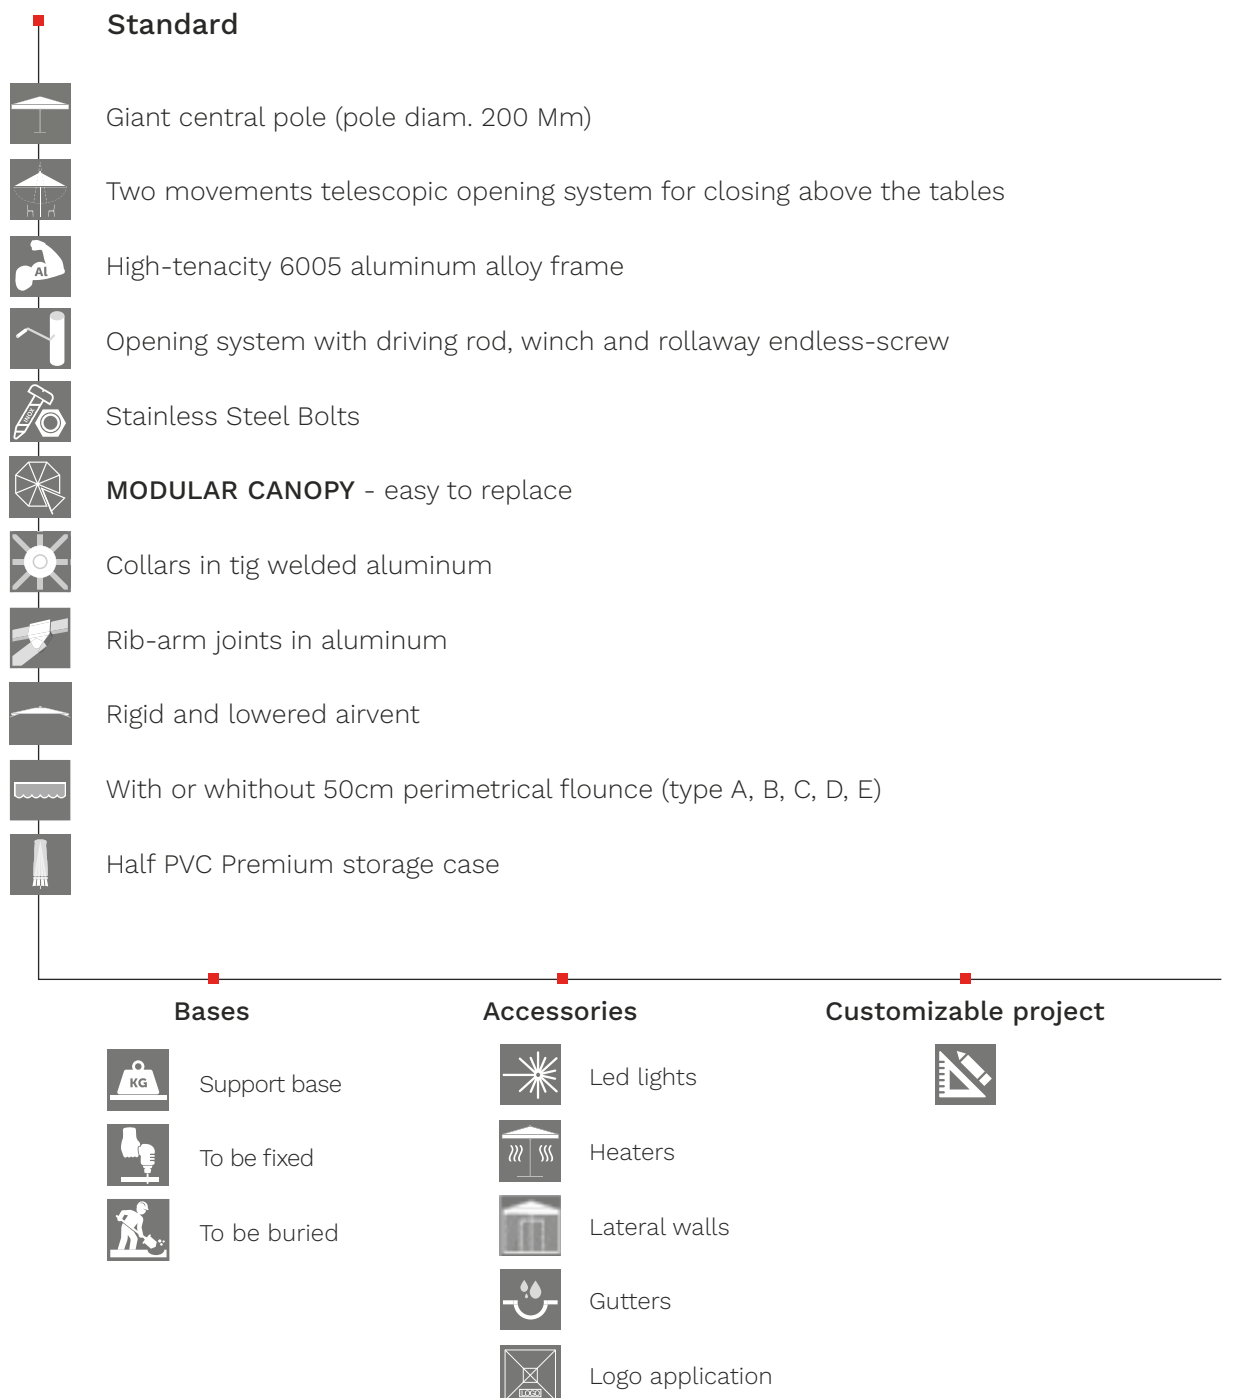 Standard
Giant central pole (pole diam. 200 Mm)
Two movements telescopic opening system for closing above the tables
High-tenacity 6005 aluminum alloy frame
AL
Opening system with driving rod, winch and rollaway endless-screw
Stainless Steel Bolts
INOX
MODULAR CANOPY - easy to replace
Collars in tig welded aluminum
Rib-arm joints in aluminum
Rigid and lowered airvent
With or whithout 50cm perimetrical flounce (type A, B, C, D, E)
Half PVC Premium storage case
Bases
KG
Support base
To be fixed
To be buried
Accessories
Led lights
Heaters
Lateral walls
Gutters
Logo application
LOGO
Customizable project